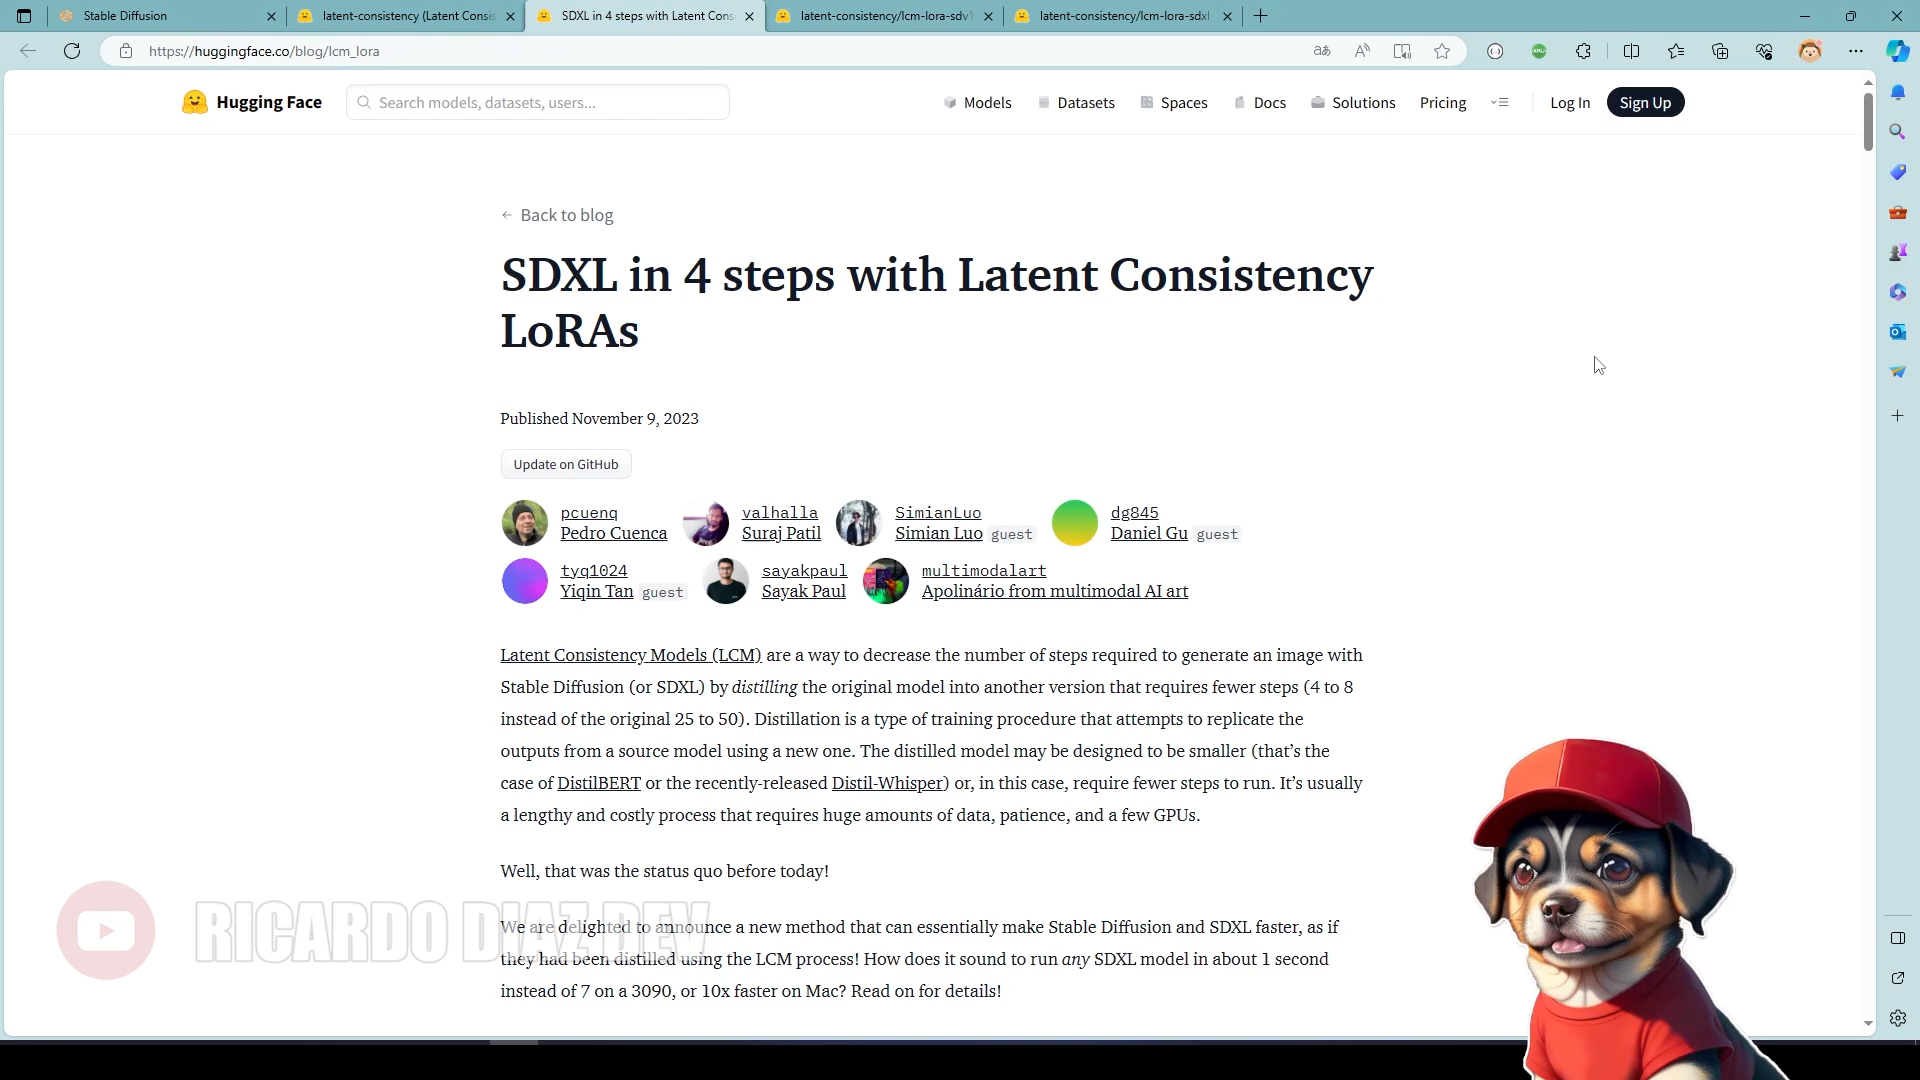 Stable Diffusion
latent-consistency (Latent Consis
SDXL in 4 steps with Latent Cons
latent-consistency/lcm-lora-sdv1
latent-consistency/lcm-lora-sdxl
https://huggingface.co/blog/lcm_lora
Hugging Face
Search models, datasets, users...
Models
Datasets
Spaces
Docs
Solutions
Pricing
Log In
Sign Up
← Back to blog
SDXL in 4 steps with Latent Consistency
LoRAs
Published November 9, 2023
Update on GitHub
pcuenq
Pedro Cuenca
valhalla
Suraj Patil
SimianLuo
Simian Luo guest
dg845
Daniel Gu guest
tyq1024
Yiqin Tan guest
sayakpaul
Sayak Paul
multimodalart
Apolinário from multimodal AI art
Latent Consistency Models (LCM) are a way to decrease the number of steps required to generate an image with
Stable Diffusion (or SDXL) by distilling the original model into another version that requires fewer steps (4 to 8
instead of the original 25 to 50). Distillation is a type of training procedure that attempts to replicate the
outputs from a source model using a new one. The distilled model may be designed to be smaller (that's the
case of DistilBERT or the recently-released Distil-Whisper) or, in this case, require fewer steps to run. It's usually
a lengthy and costly process that requires huge amounts of data, patience, and a few GPUs.
Well, that was the status quo before today!
We are delighted to announce a new method that can essentially make Stable Diffusion and SDXL faster, as if
they had been distilled using the LCM process! How does it sound to run any SDXL model in about 1 second
instead of 7 on a 3090, or 10x faster on Mac? Read on for details!
RICARDO DIAZ DEV